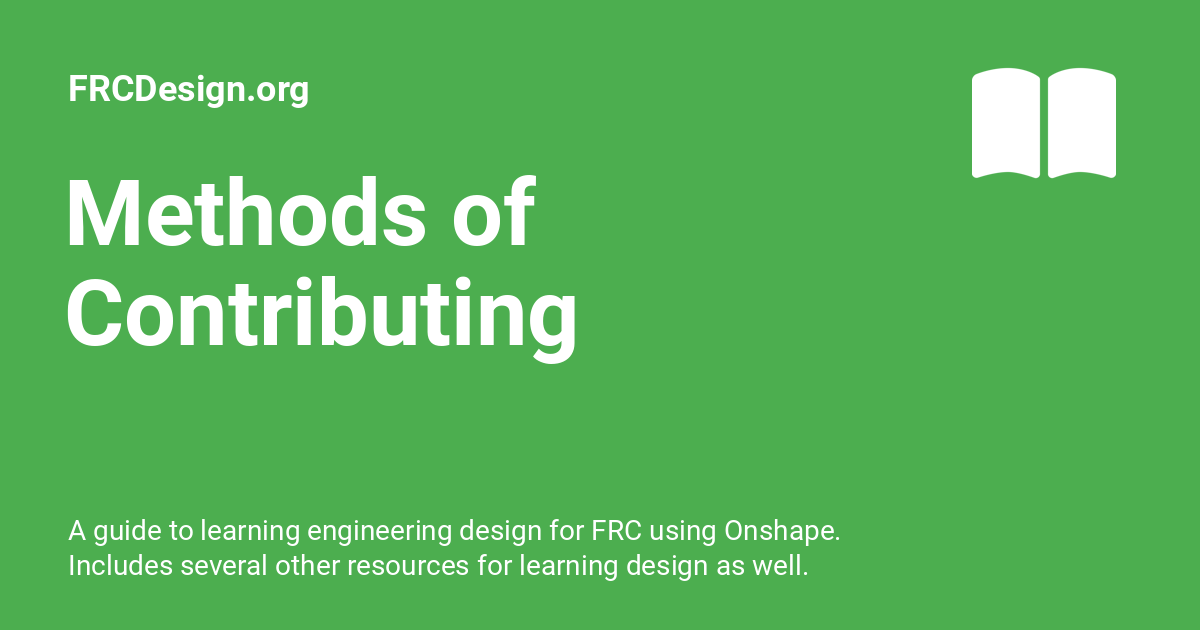 FRCDesign.org
Methods of
Contributing
A guide to learning engineering design for FRC using Onshape.
Includes several other resources for learning design as well.